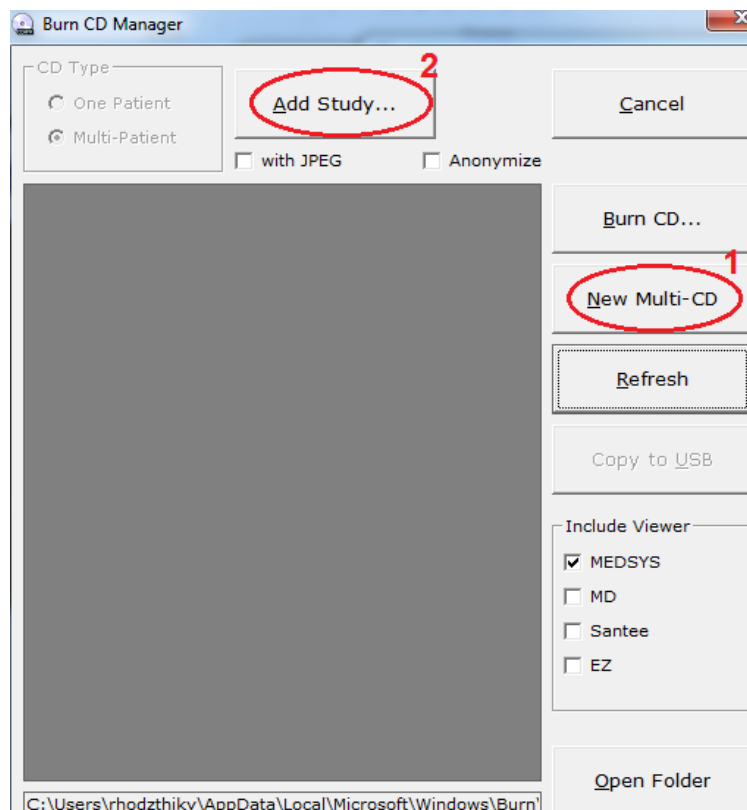 Burn CD Manager
CD Type
One Patient
Multi-Patient
2
Add Study...
Cancel
with JPEG
Anonymize
Burn CD...
1
New Multi-CD
Refresh
Copy to USB
Include Viewer
MEDSYS
MD
Santee
EZ
Open Folder
C:\Users\rhodzthiky\AppData\Local\Microsoft\Windows\Burn\